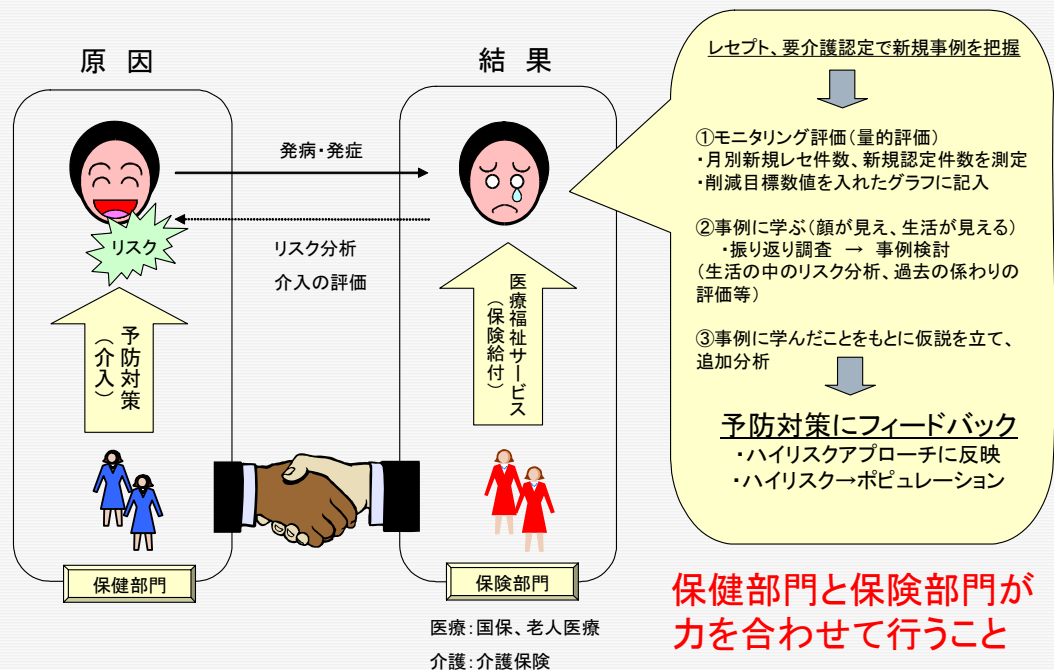 原 因
発病・発症
リスク
リスク分析
介入の評価
予防対策
(介入)
保健部門
結 果
医療福祉サービス
(保険給付)
保険部門
医療:国保、老人医療
介護:介護保険
レセプト、要介護認定で新規事例を把握
①モニタリング評価(量的評価)
・月別新規レセ件数、新規認定件数を測定
・削減目標数値を入れたグラフに記入
②事例に学ぶ(顔が見え、生活が見える)
・振り返り調査 → 事例検討
(生活の中のリスク分析、過去の係わりの
評価等)
③事例に学んだことをもとに仮説を立て、
追加分析
予防対策にフィードバック
・ハイリスクアプローチに反映
・ハイリスク→ポピュレーション
保健部門と保険部門が
力を合わせて行うこと